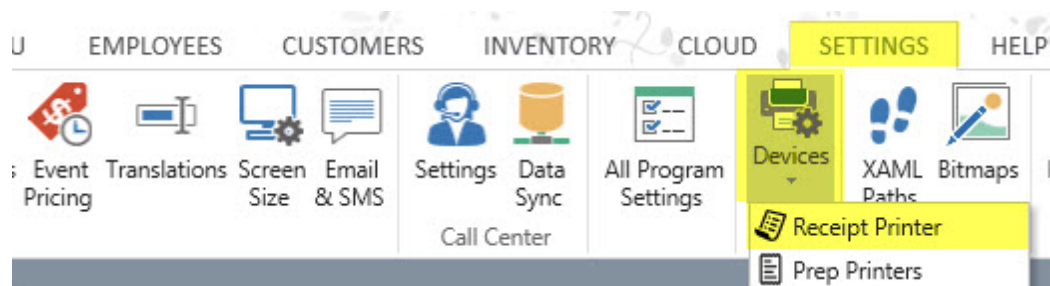 EMPLOYEES CUSTOMERS INVENTORY CLOUD SETTINGS HELP
Event Translations Screen Email Settings Data All Program Devices XAML Bitmaps
Pricing Size & SMS Sync Settings Paths
Call Center
Receipt Printer
Prep Printers